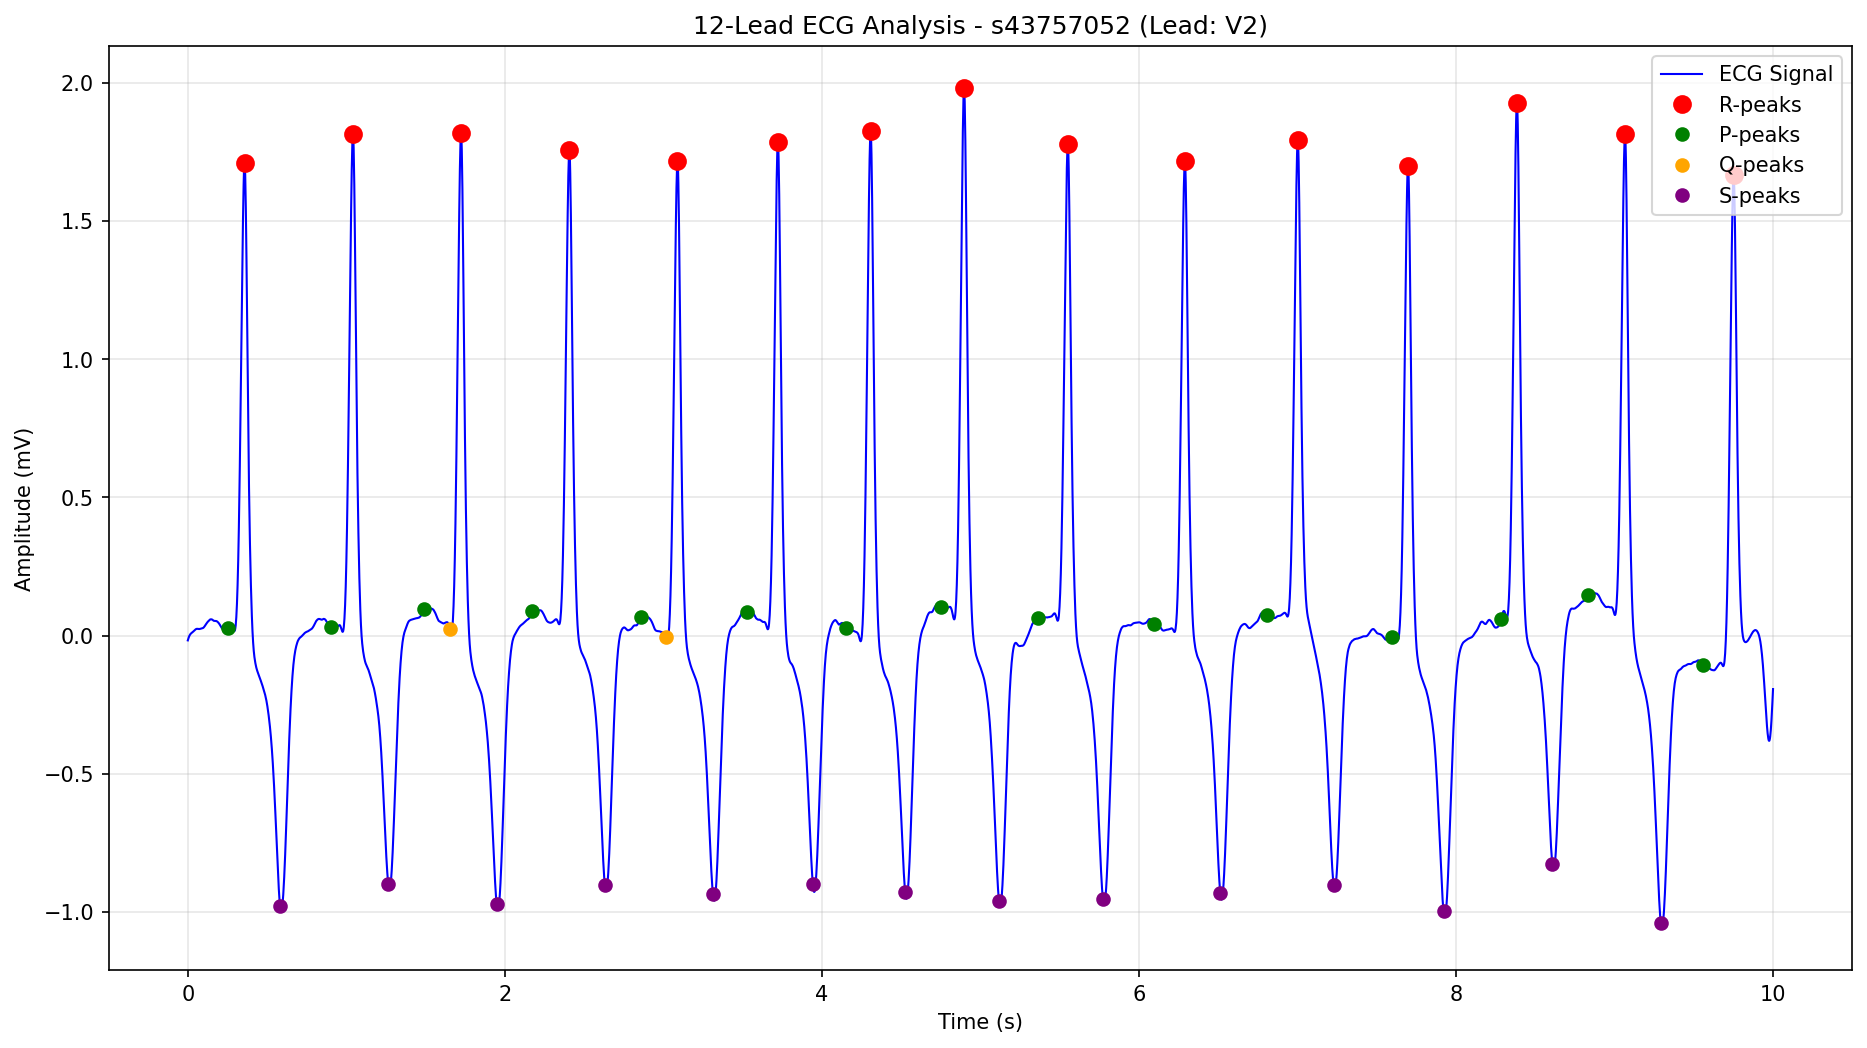 12-Lead ECG Analysis - s43757052 (Lead: V2)
ECG Signal
R-peaks
P-peaks
Q-peaks
S-peaks
Amplitude (mV)
2.0
1.5
1.0
0.5
0.0
−0.5
−1.0
0 2 4 6 8 10
Time (s)